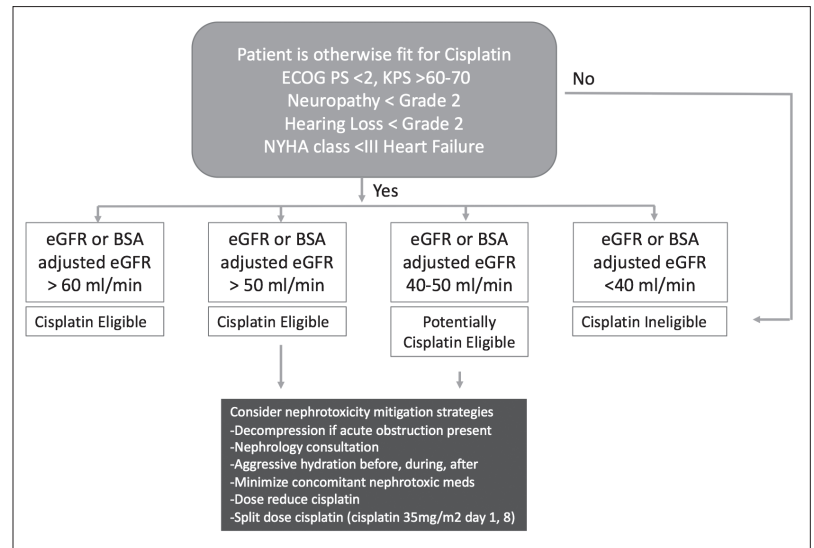 Patient is otherwise fit for Cisplatin
ECOG PS <2, KPS >60-70
Neuropathy < Grade 2
Hearing Loss < Grade 2
NYHA class <III Heart Failure
No
Yes
eGFR or BSA
adjusted eGFR
> 60 ml/min
Cisplatin Eligible
eGFR or BSA
adjusted eGFR
> 50 ml/min
Cisplatin Eligible
eGFR or BSA
adjusted eGFR
40-50 ml/min
Potentially
Cisplatin Eligible
eGFR or BSA
adjusted eGFR
<40 ml/min
Cisplatin Ineligible
Consider nephrotoxicity mitigation strategies
-Decompression if acute obstruction present
-Nephrology consultation
-Aggressive hydration before, during, after
-Minimize concomitant nephrotoxic meds
-Dose reduce cisplatin
-Split dose cisplatin (cisplatin 35mg/m2 day 1, 8)